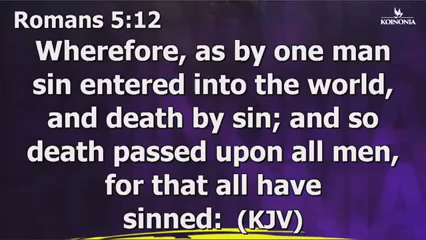 Romans 5:12
KOINONIA
Wherefore, as by one man
sin entered into the world,
and death by sin; and so
death passed upon all men,
for that all have
sinned: (KJV)